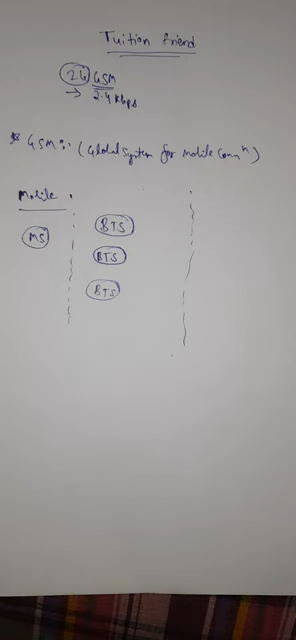 Tuition friend
2G GSM
→ 2.4 kbps
* GSM :- (Global System for Mobile Commⁿ)
Mobile
MS BTS
BTS
BTS